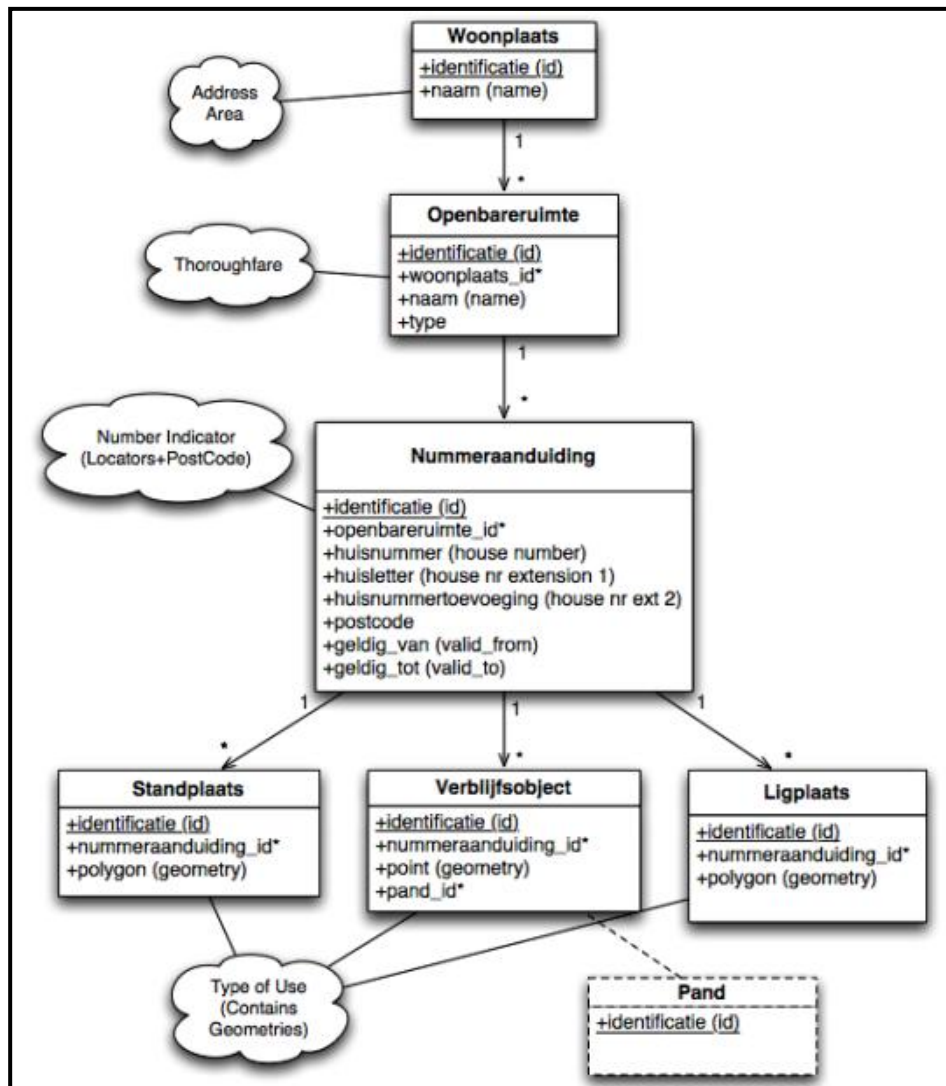 Woonplaats
+identificatie (id)
+naam (name)
Address
Area
1
*
Openbareruimte
+identificatie (id)
+woonplaats_id*
+naam (name)
+type
Thoroughfare
1
*
Number Indicator
(Locators+PostCode)
Nummeraanduiding
+identificatie (id)
+openbareruimte_id*
+huisnummer (house number)
+huisletter (house nr extension 1)
+huisnummertoevoeging (house nr ext 2)
+postcode
+geldig_van (valid_from)
+geldig_tot (valid_to)
1
1
1
*
*
*
Standplaats
+identificatie (id)
+nummeraanduiding_id*
+polygon (geometry)
Verblijfsobject
+identificatie (id)
+nummeraanduiding_id*
+point (geometry)
+pand_id*
Ligplaats
+identificatie (id)
+nummeraanduiding_id*
+polygon (geometry)
Type of Use
(Contains
Geometries)
Pand
+identificatie (id)